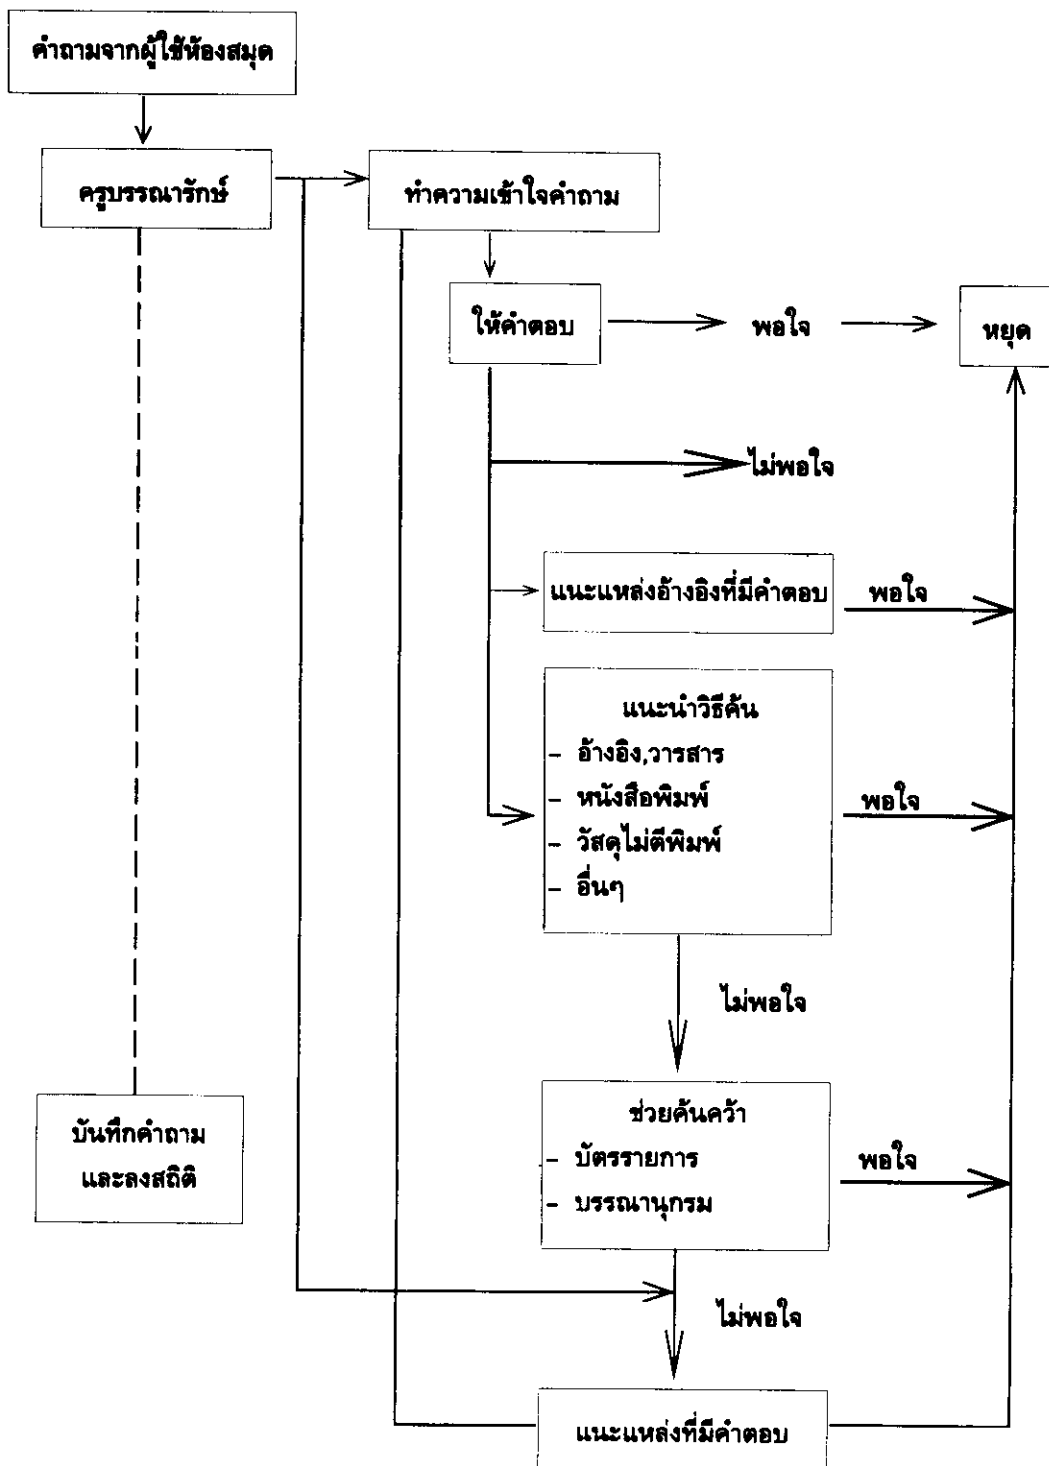 คำถามจากผู้ใช้ห้องสมุด
ครูบรรณารักษ์
ทำความเข้าใจคำถาม
ให้คำตอบ
พอใจ
หยุด
ไม่พอใจ
แนะแหล่งอ้างอิงที่มีคำตอบ
พอใจ
แนะนำวิธีค้น
- อ้างอิง,วารสาร
- หนังสือพิมพ์
- วัสดุไม่ตีพิมพ์
- อื่นๆ
พอใจ
ไม่พอใจ
บันทึกคำถาม
และลงสถิติ
ช่วยค้นคว้า
- บัตรรายการ
- บรรณานุกรม
พอใจ
ไม่พอใจ
แนะแหล่งที่มีคำตอบ